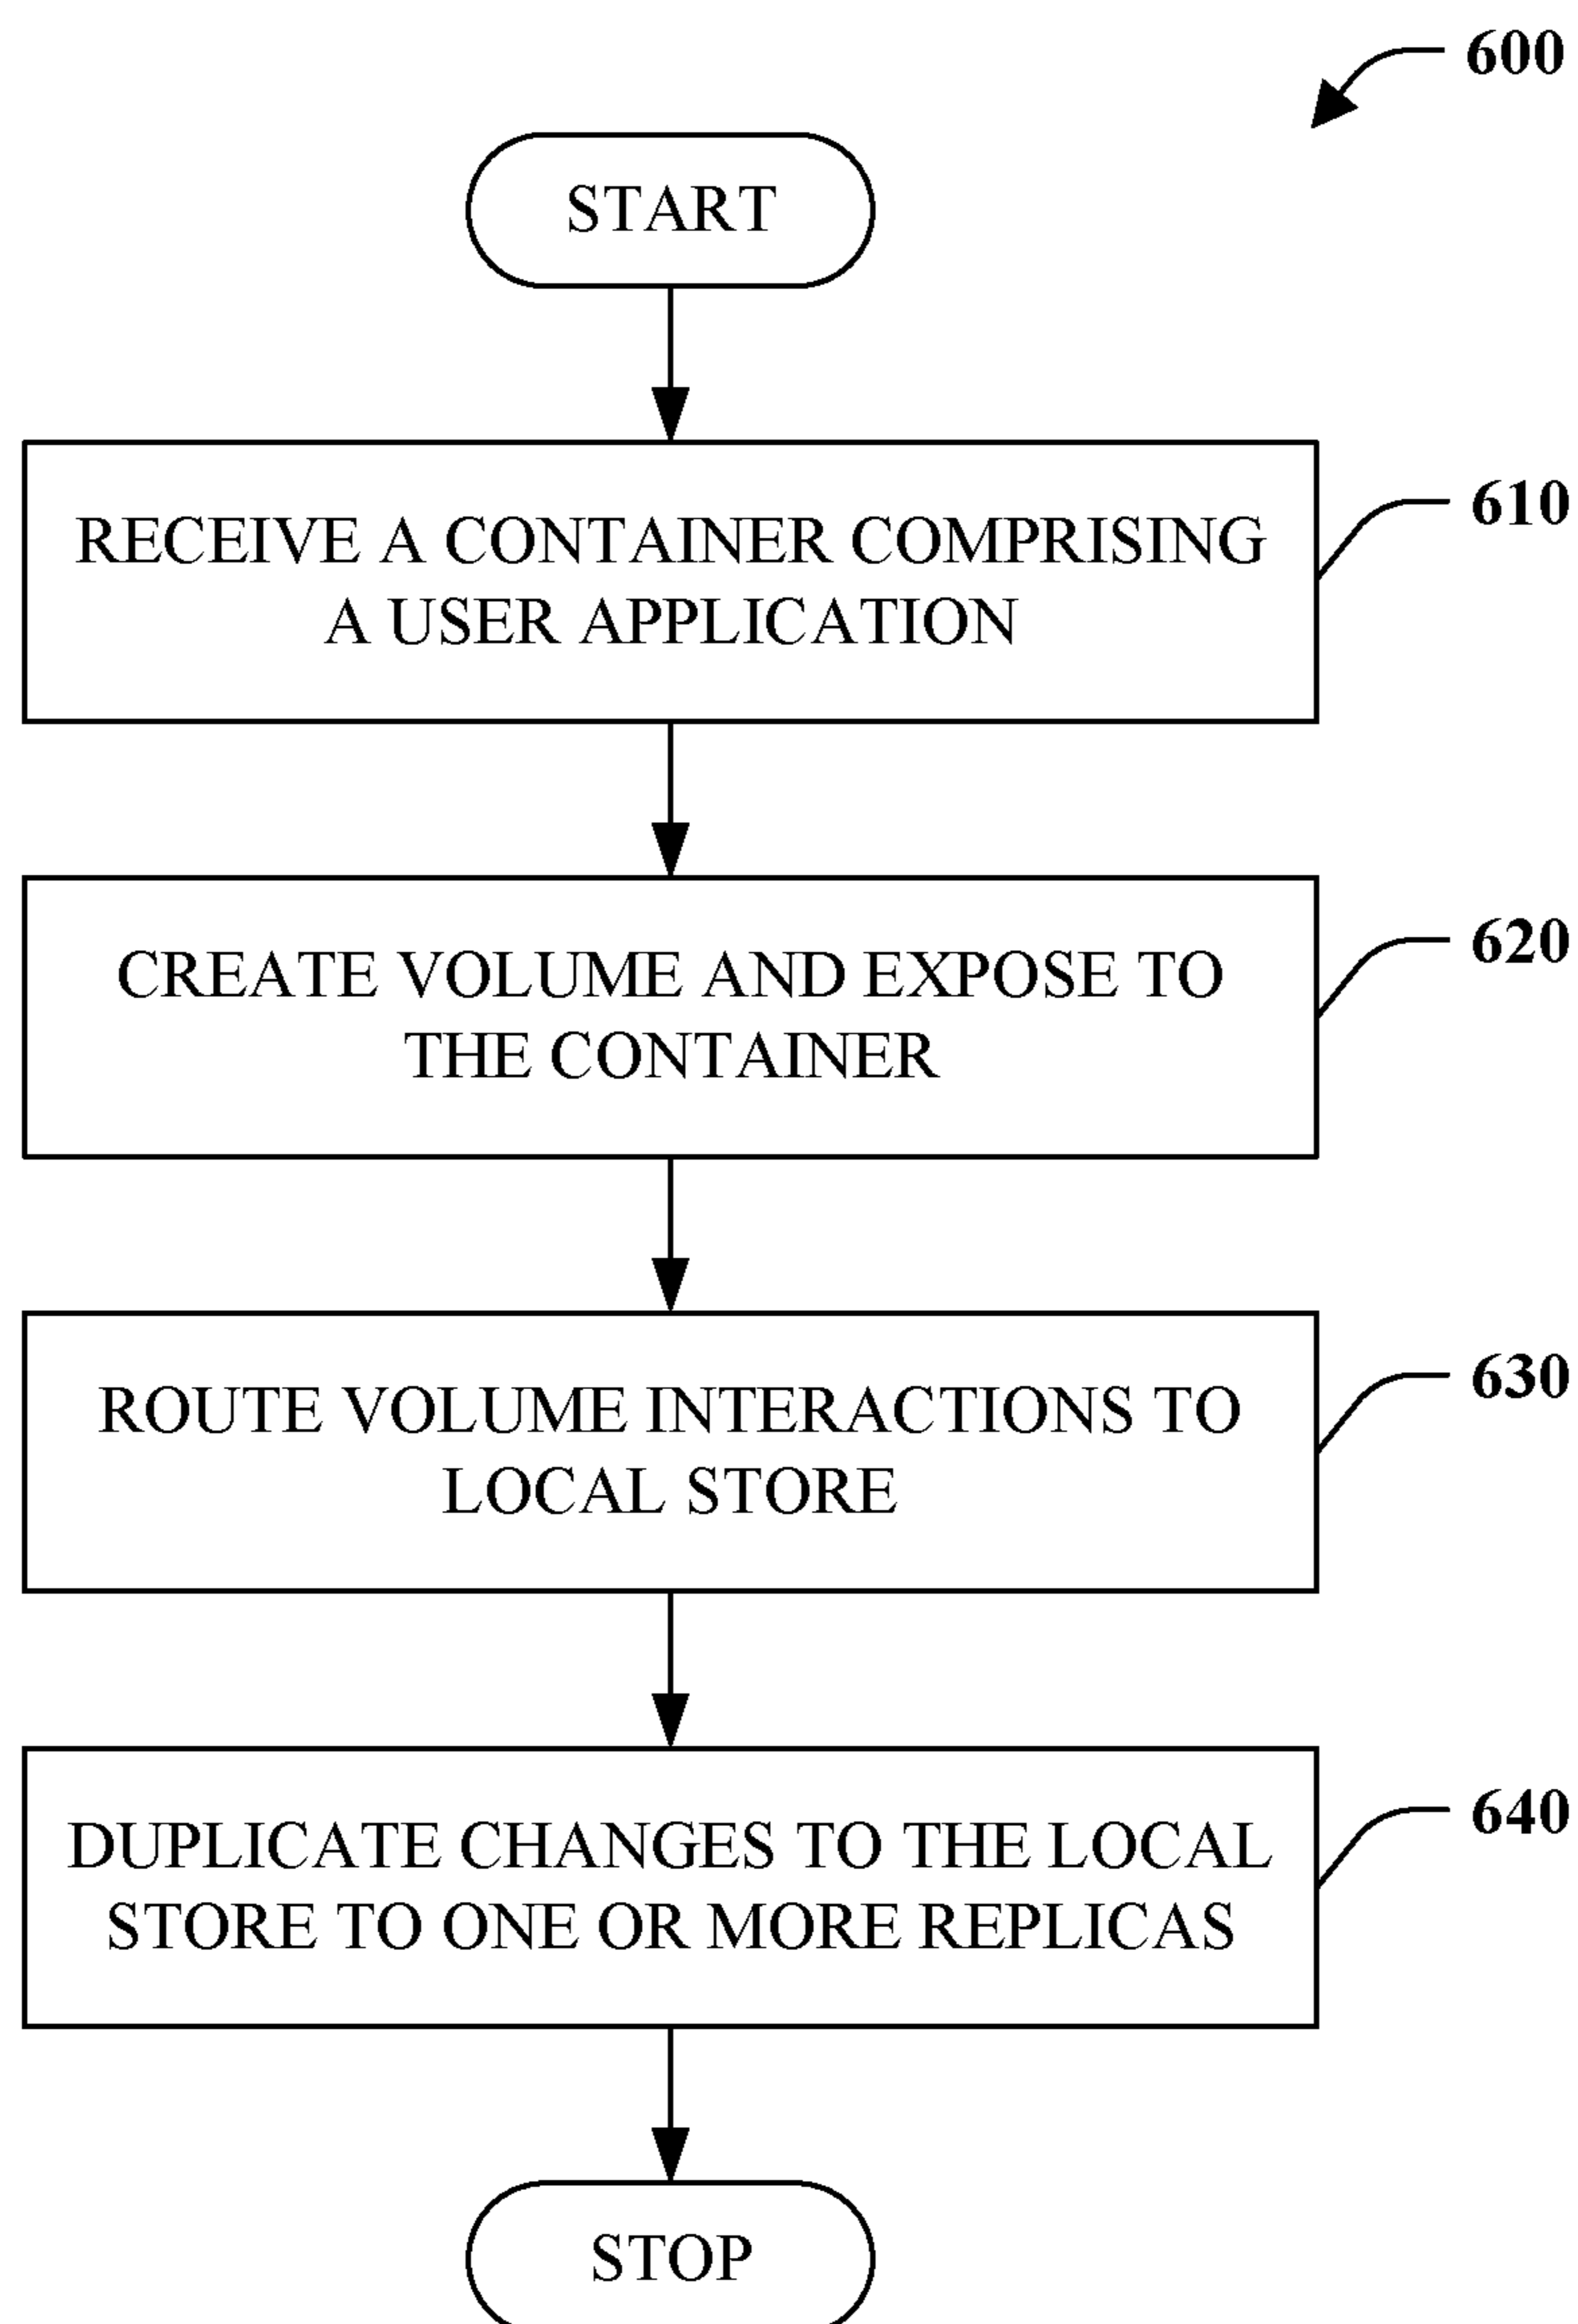 600
START
RECEIVE A CONTAINER COMPRISING
A USER APPLICATION
610
CREATE VOLUME AND EXPOSE TO
THE CONTAINER
620
ROUTE VOLUME INTERACTIONS TO
LOCAL STORE
630
DUPLICATE CHANGES TO THE LOCAL
STORE TO ONE OR MORE REPLICAS
640
STOP